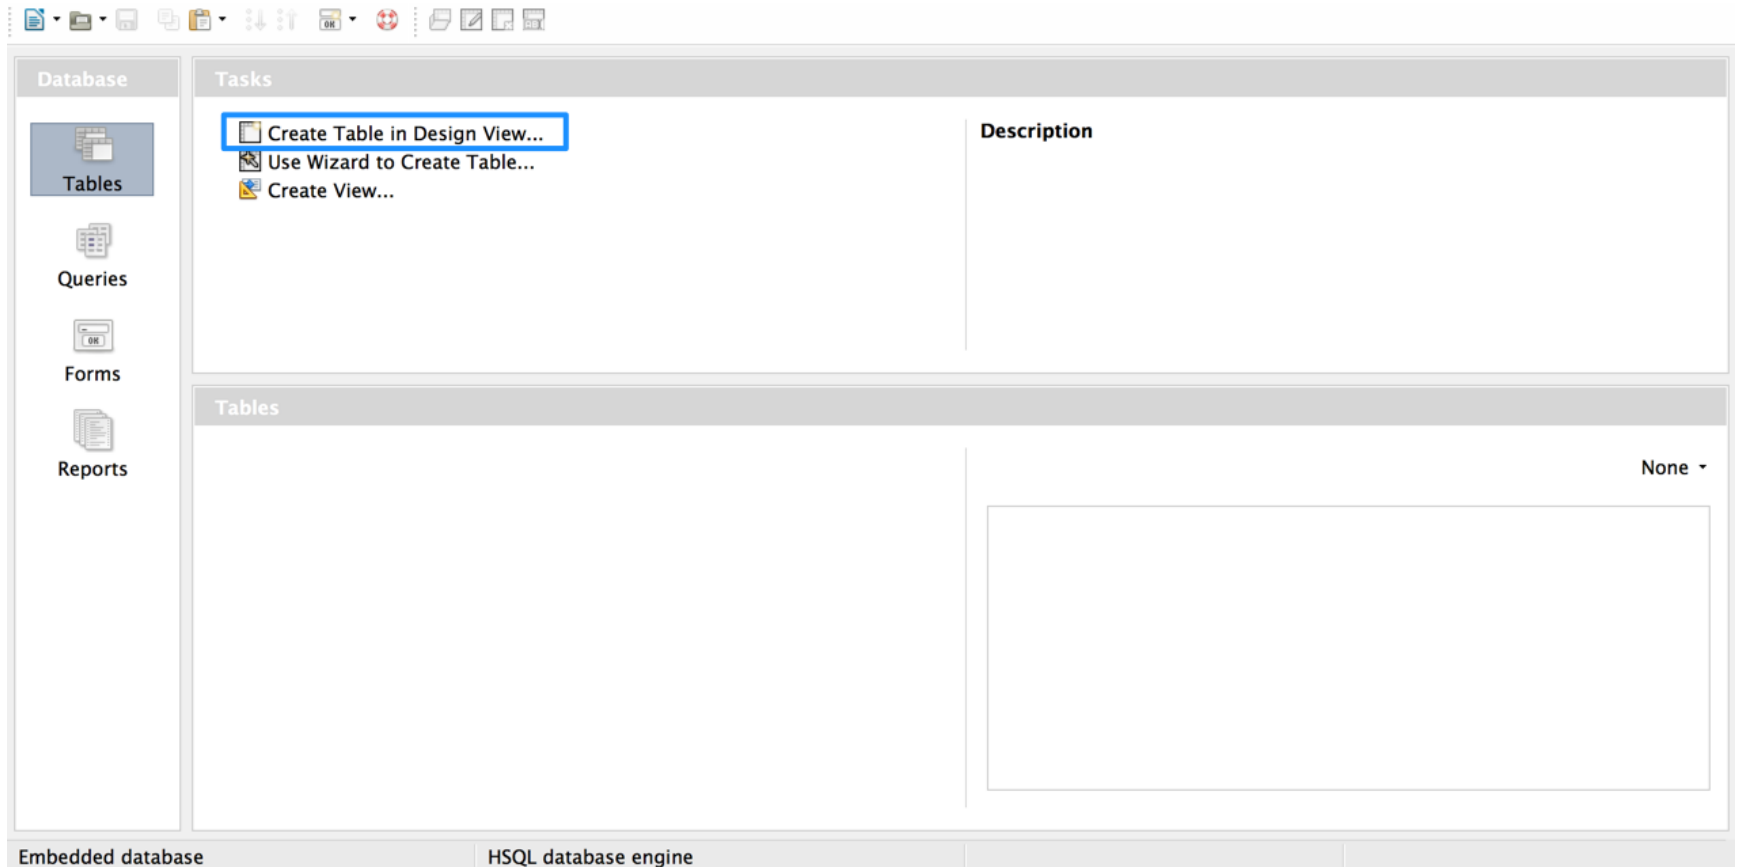 Database
Tasks
Create Table in Design View...
Use Wizard to Create Table...
Create View...
Description
Tables
Queries
OK
Forms
Reports
Tables
None
Embedded database
HSQL database engine